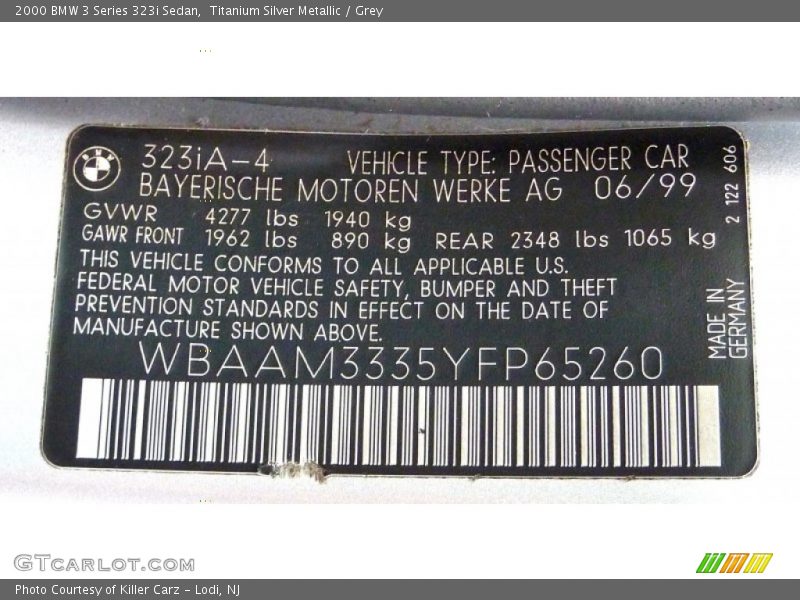 2000 BMW 3 Series 323i Sedan,  Titanium Silver Metallic / Grey
BMW
323iA-4 VEHICLE TYPE: PASSENGER CAR
BAYERISCHE MOTOREN WERKE AG 06/99
GVWR 4277 lbs 1940 kg
GAWR FRONT 1962 lbs 890 kg REAR 2348 lbs 1065 kg
THIS VEHICLE CONFORMS TO ALL APPLICABLE U.S.
FEDERAL MOTOR VEHICLE SAFETY, BUMPER AND THEFT
PREVENTION STANDARDS IN EFFECT ON THE DATE OF
MANUFACTURE SHOWN ABOVE.
WBAAM3335YFP65260
2 122 606
MADE IN
GERMANY
GTCARLOT.COM
Photo Courtesy of Killer Carz - Lodi, NJ